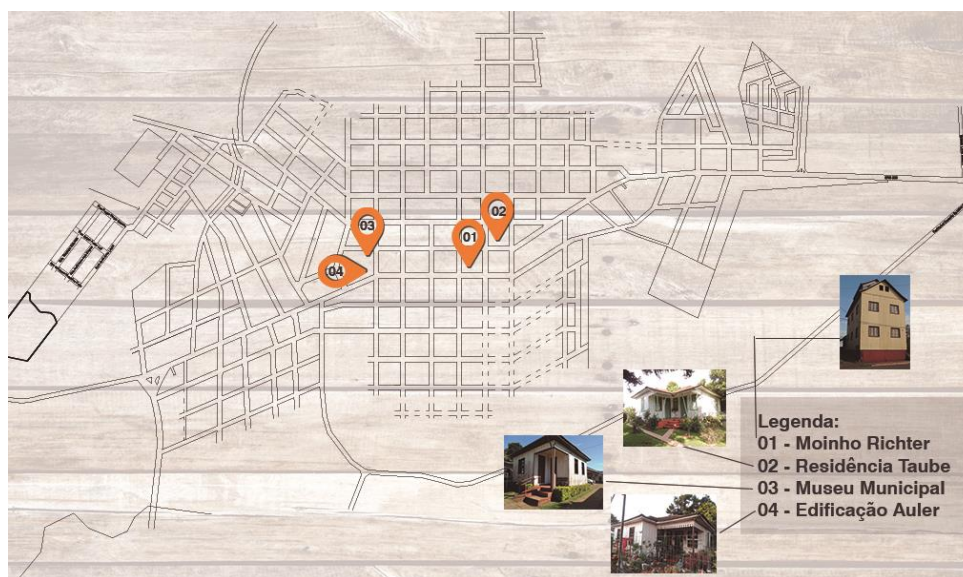 02
03
01
04
Legenda:
01 - Moinho Richter
02 - Residência Taube
03 - Museu Municipal
04 - Edificação Auler